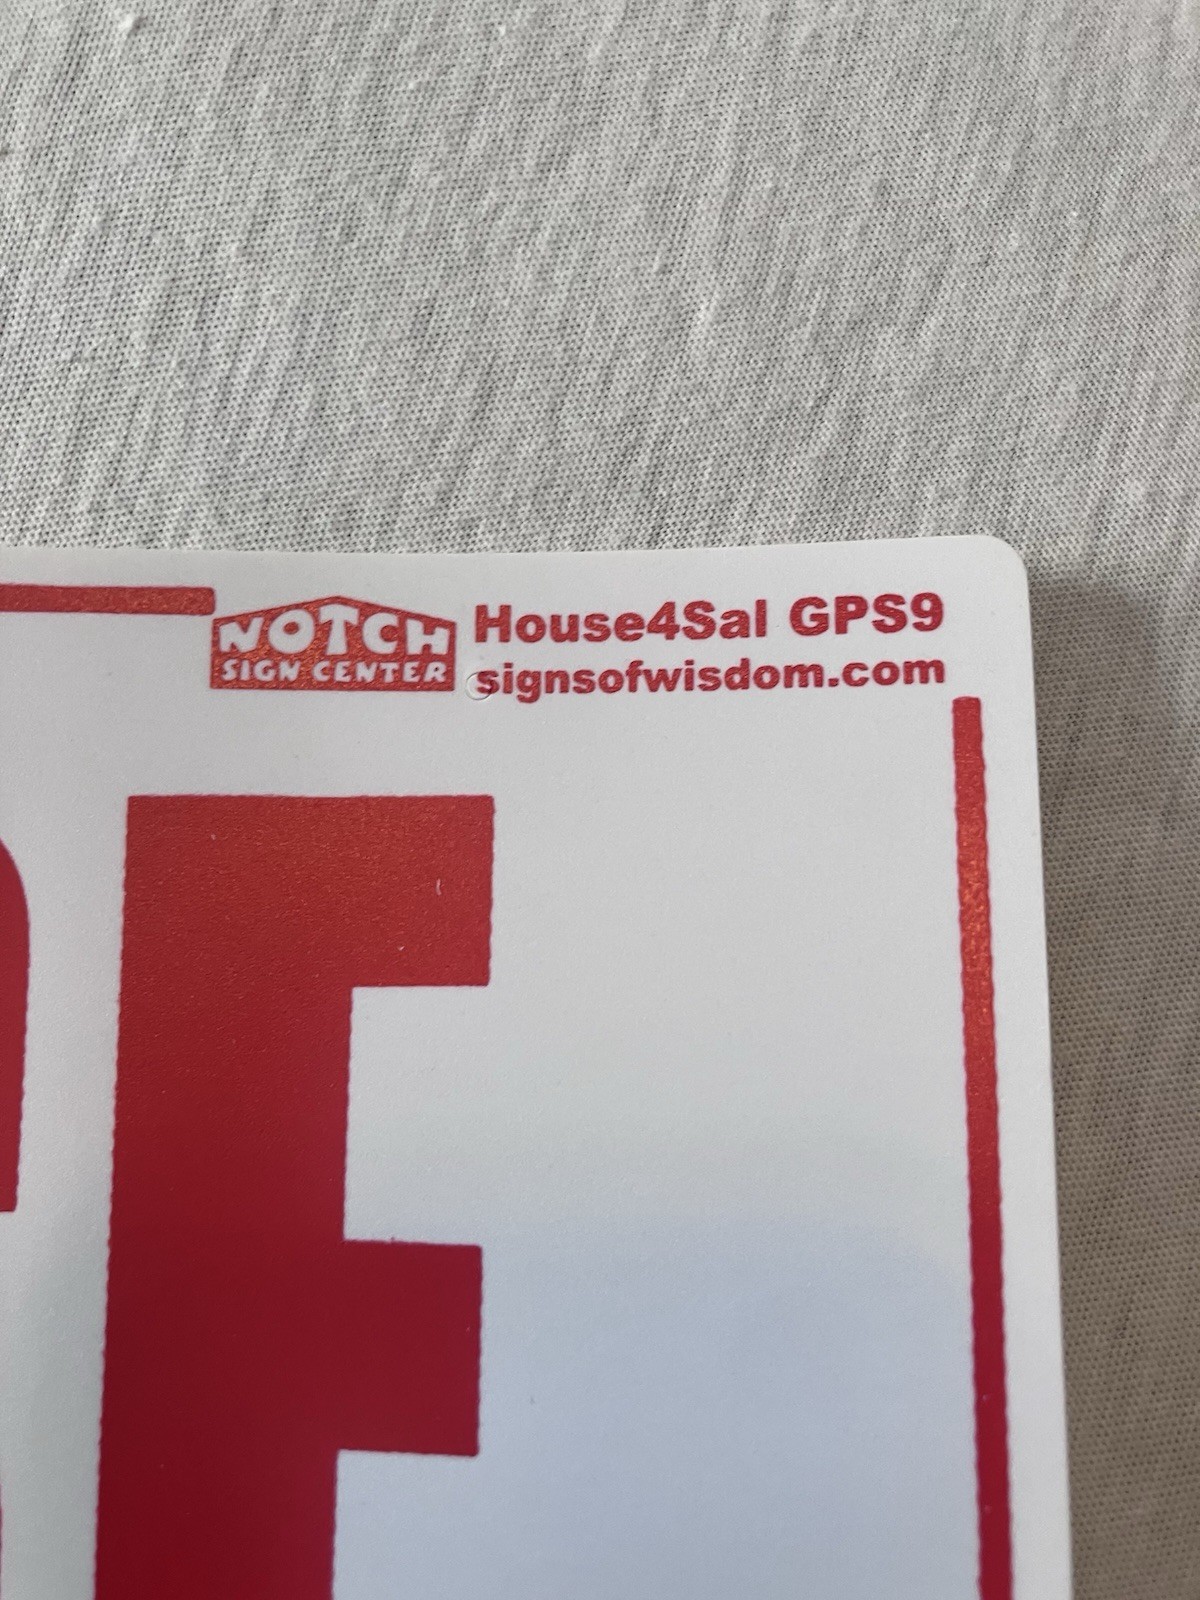 NOTCH
SIGN CENTER
House4Sal GPS9
signsofwisdom.com
E